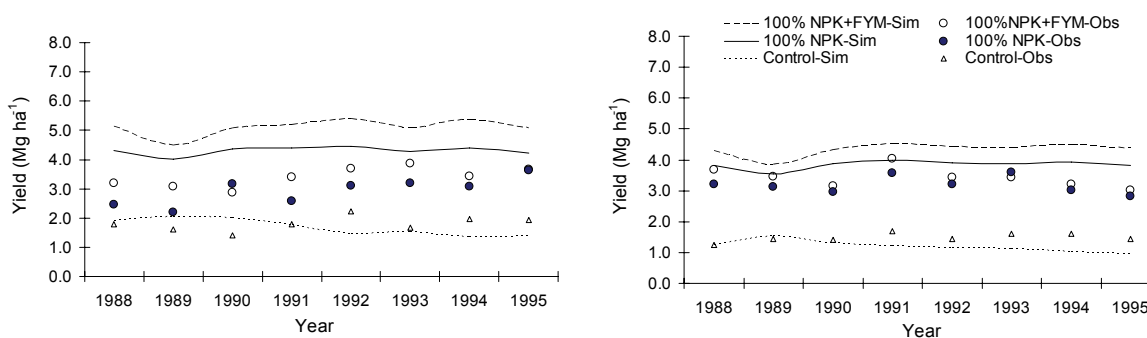 8.0
7.0
6.0
5.0
4.0
3.0
2.0
1.0
0.0
Yield (Mg ha-1)
1988 1989 1990 1991 1992 1993 1994 1995
Year
100% NPK+FYM-Sim 100%NPK+FYM-Obs
100% NPK-Sim 100% NPK-Obs
Control-Sim Control-Obs
8.0
7.0
6.0
5.0
4.0
3.0
2.0
1.0
0.0
Yield (Mg ha-1)
1988 1989 1990 1991 1992 1993 1994 1995
Year